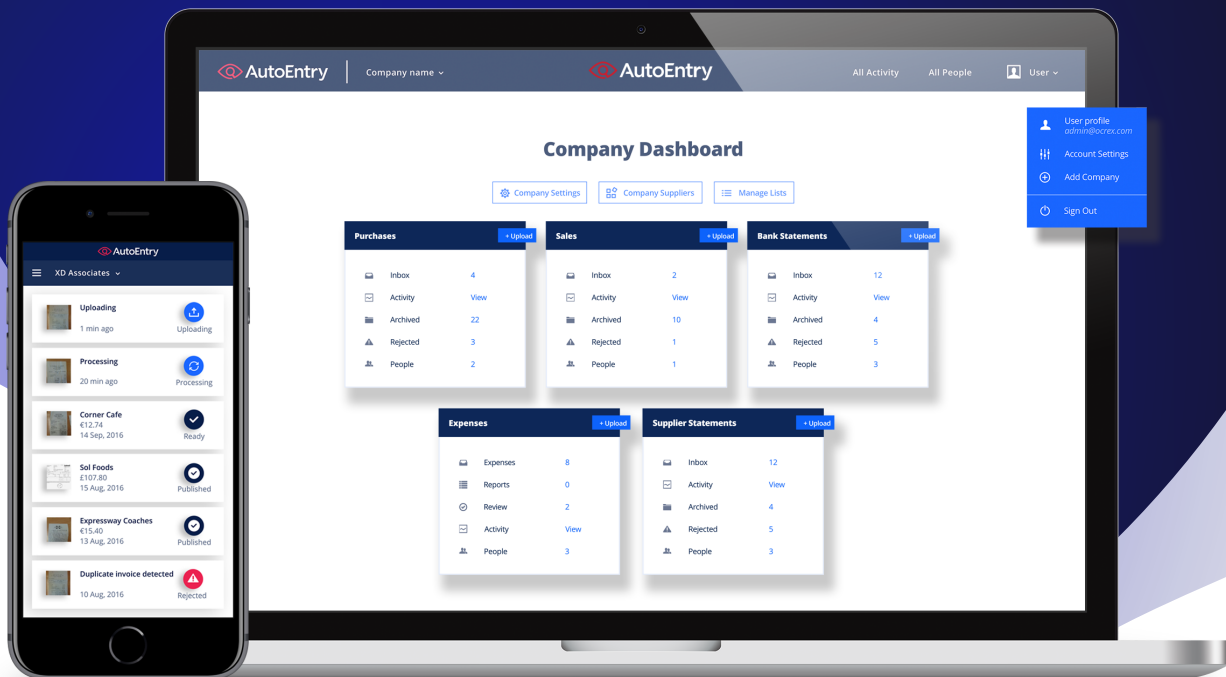 AutoEntry
Company name
AutoEntry
All Activity
All People
User
User profile
admin@ocrex.com
Account Settings
Add Company
Sign Out
Company Dashboard
Company Settings
Company Suppliers
Manage Lists
Purchases
+ Upload
Inbox 4
Activity View
Archived 22
Rejected 3
People 2
Sales
+ Upload
Inbox 2
Activity View
Archived 10
Rejected 1
People 1
Bank Statements
+ Upload
Inbox 12
Activity View
Archived 4
Rejected 5
People 3
Expenses
+ Upload
Expenses 8
Reports 0
Review 2
Activity View
People 3
Supplier Statements
+ Upload
Inbox 12
Activity View
Archived 4
Rejected 5
People 3
AutoEntry
XD Associates
Uploading
1 min ago
Uploading
Processing
20 min ago
Processing
Corner Cafe
€12.74
14 Sep, 2016
Ready
Sol Foods
£107.80
15 Aug, 2016
Published
Expressway Coaches
€15.40
13 Aug, 2016
Published
Duplicate invoice detected
10 Aug, 2016
Rejected